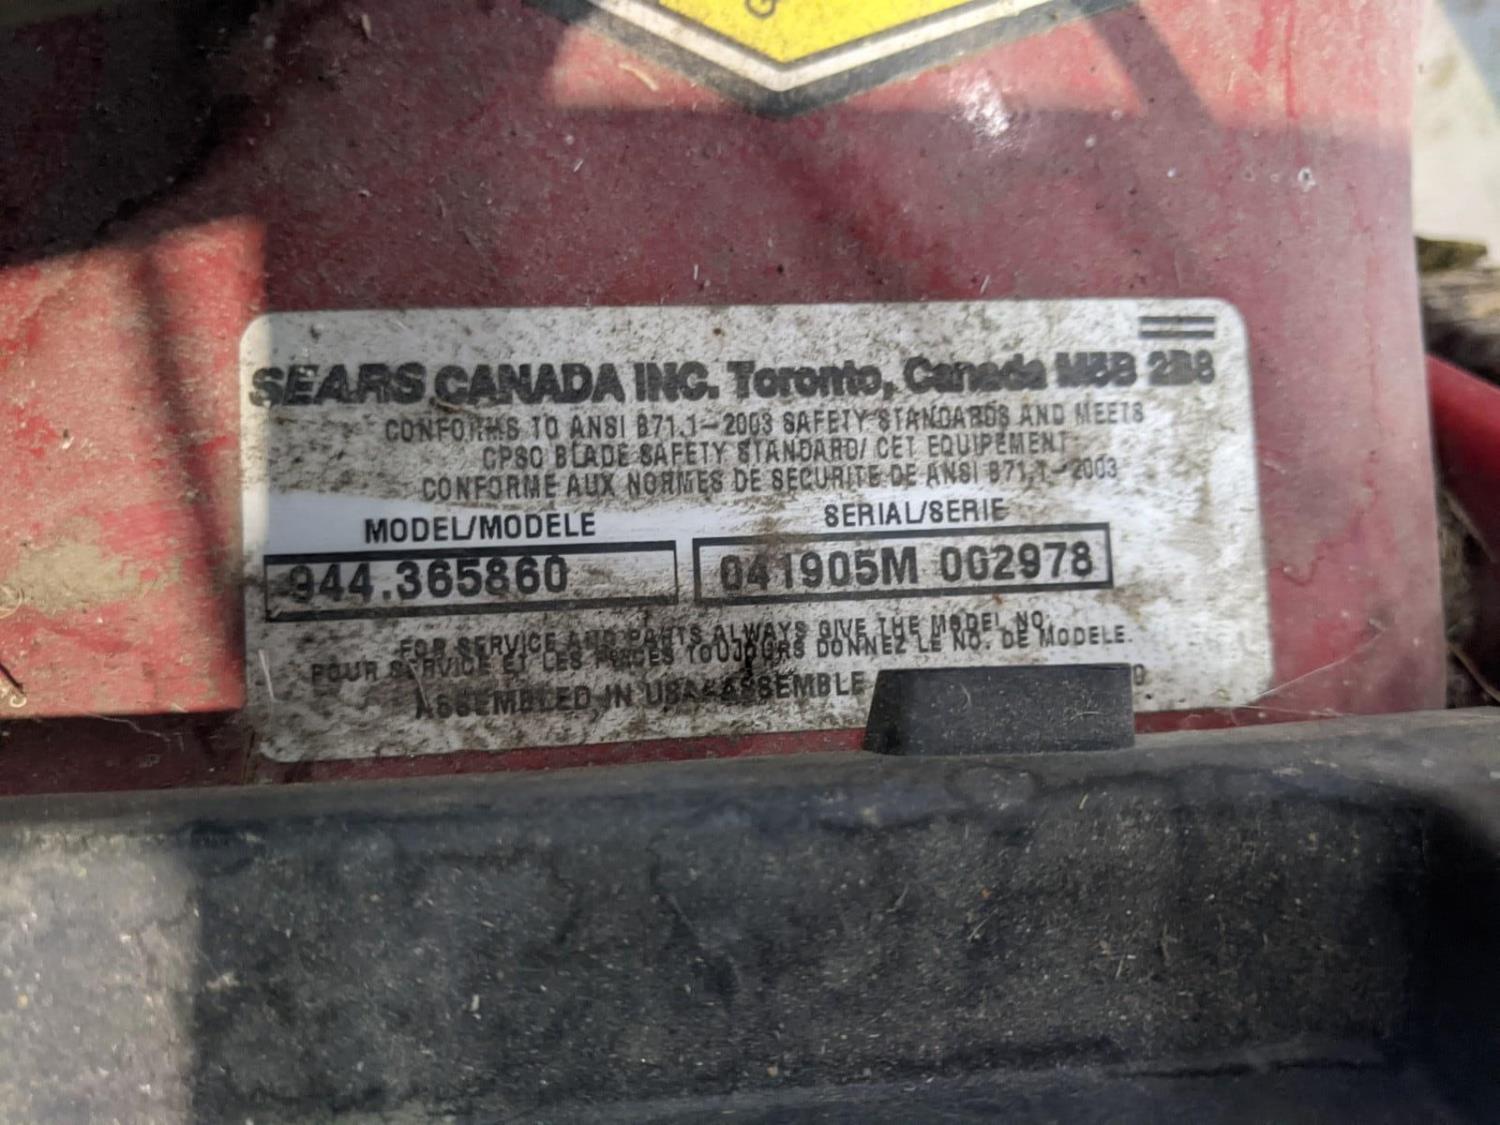 G
SEARS CANADA INC. Toronto, Canada M5B 2B8
CONFORMS TO ANSI B71.1-2003 SAFETY STANDARDS AND MEETS
CPSC BLADE SAFETY STANDARD/ CET EQUIPEMENT
CONFORME AUX NORMES DE SECURITE DE ANSI B71.1-2003
MODEL/MODELE SERIAL/SERIE
944.365860 041905M 002978
FOR SERVICE AND PARTS ALWAYS GIVE THE MODEL NO.
POUR SERVICE ET LES PIECES TOUJOURS DONNEZ LE NO. DE MODELE.
ASSEMBLED IN USA ASSEMBLE